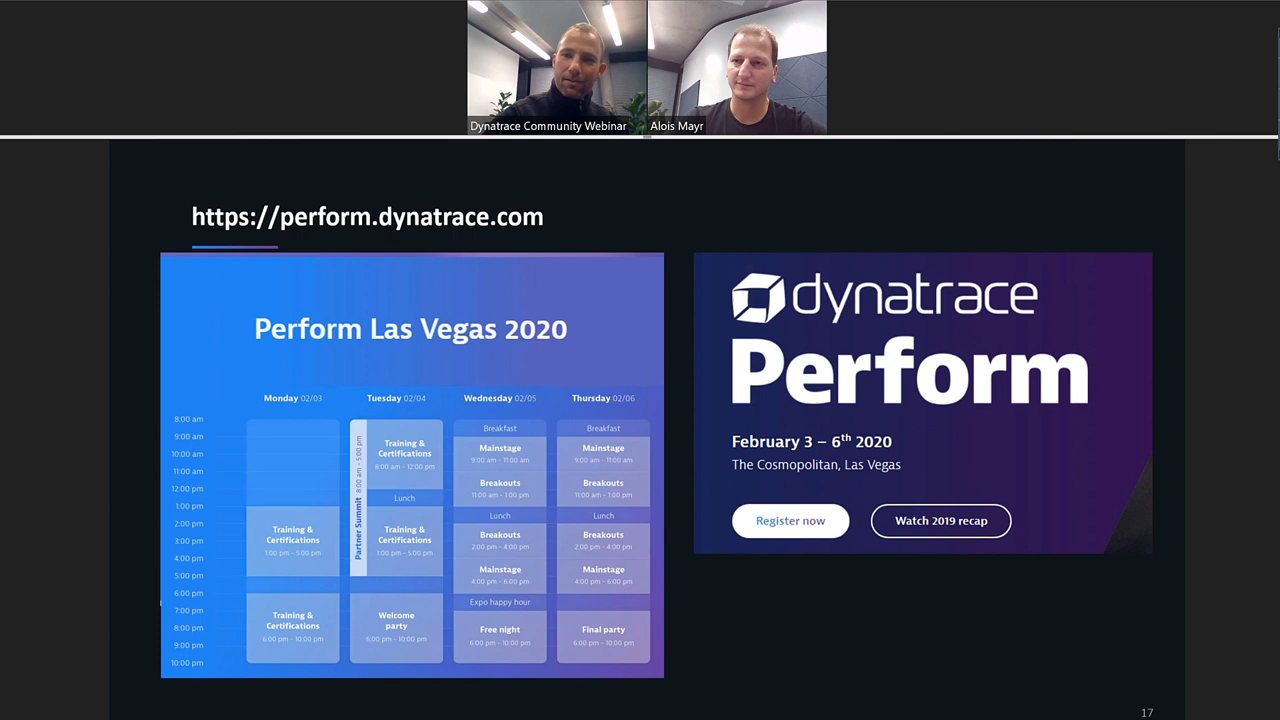 Dynatrace Community Webinar
Alois Mayr
https://perform.dynatrace.com
Perform Las Vegas 2020
Monday 02/03
Tuesday 02/04
Wednesday 02/05
Thursday 02/06
8:00 am
9:00 am
10:00 am
11:00 am
12:00 pm
1:00 pm
2:00 pm
3:00 pm
4:00 pm
5:00 pm
6:00 pm
7:00 pm
8:00 pm
9:00 pm
10:00 pm
Training &
Certifications
1:00 pm - 5:00 pm
Training &
Certifications
6:00 pm - 10:00 pm
Partner Summit 8:00 am - 5:00 pm
Training &
Certifications
8:00 am - 12:00 pm
Lunch
Training &
Certifications
1:00 pm - 5:00 pm
Welcome
party
6:00 pm - 10:00 pm
Breakfast
Mainstage
9:00 am - 11:00 am
Breakouts
11:00 am - 1:00 pm
Lunch
Breakouts
2:00 pm - 4:00 pm
Mainstage
4:00 pm - 6:00 pm
Expo happy hour
Free night
6:00 pm - 10:00 pm
Breakfast
Mainstage
9:00 am - 11:00 am
Breakouts
11:00 am - 1:00 pm
Lunch
Breakouts
2:00 pm - 4:00 pm
Mainstage
4:00 pm - 6:00 pm
Final party
6:00 pm - 10:00 pm
dynatrace
Perform
February 3 – 6th 2020
The Cosmopolitan, Las Vegas
Register now
Watch 2019 recap
17